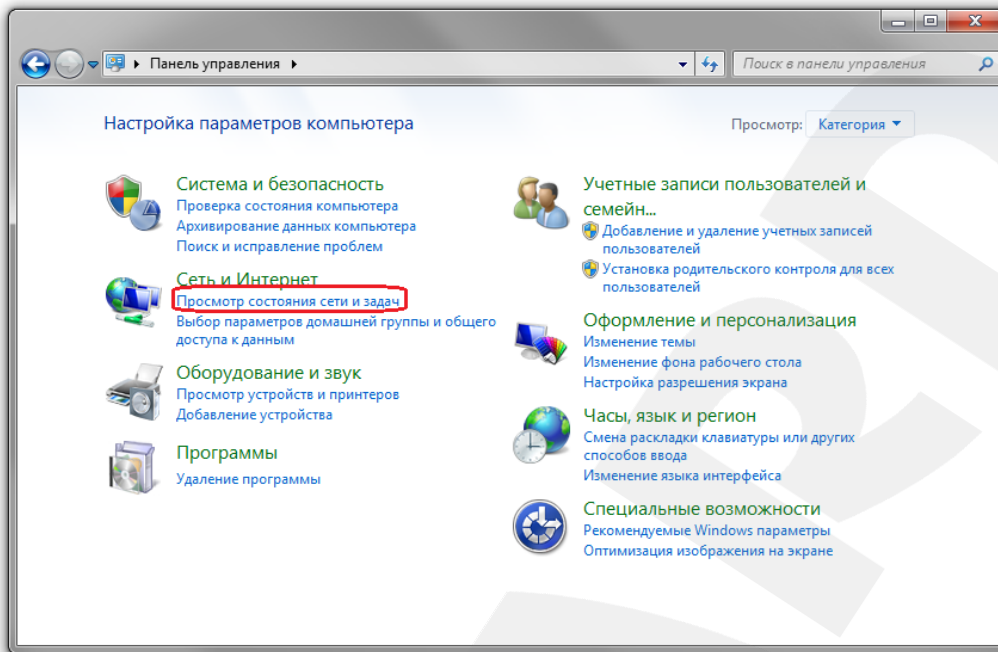 Панель управления
Поиск в панели управления
Настройка параметров компьютера
Просмотр: Категория
Система и безопасность
Проверка состояния компьютера
Архивирование данных компьютера
Поиск и исправление проблем
Сеть и Интернет
Просмотр состояния сети и задач
Выбор параметров домашней группы и общего
доступа к данным
Оборудование и звук
Просмотр устройств и принтеров
Добавление устройства
Программы
Удаление программы
Учетные записи пользователей и
семейн...
Добавление и удаление учетных записей
пользователей
Установка родительского контроля для всех
пользователей
Оформление и персонализация
Изменение темы
Изменение фона рабочего стола
Настройка разрешения экрана
Часы, язык и регион
Смена раскладки клавиатуры или других
способов ввода
Изменение языка интерфейса
Специальные возможности
Рекомендуемые Windows параметры
Оптимизация изображения на экране